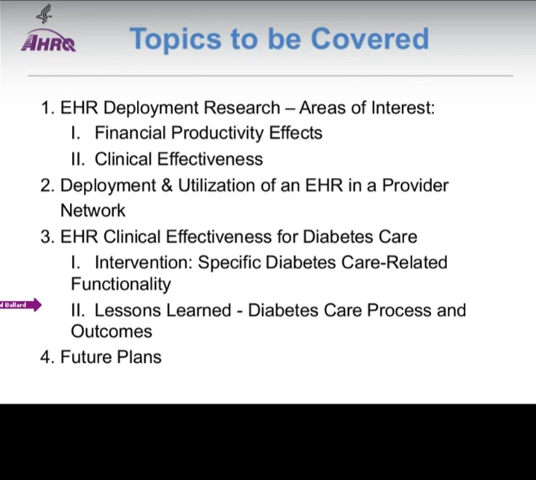 AHRQ
Topics to be Covered
1. EHR Deployment Research – Areas of Interest:
I. Financial Productivity Effects
II. Clinical Effectiveness
2. Deployment & Utilization of an EHR in a Provider
Network
3. EHR Clinical Effectiveness for Diabetes Care
I. Intervention: Specific Diabetes Care-Related
Functionality
d Ballard
II. Lessons Learned - Diabetes Care Process and
Outcomes
4. Future Plans